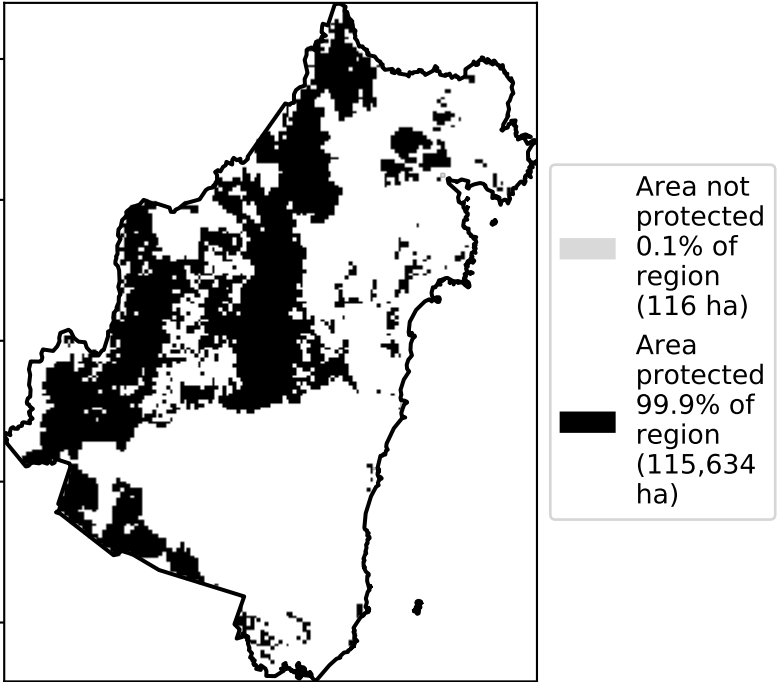 Area not
protected
0.1% of
region
(116 ha)
Area
protected
99.9% of
region
(115,634
ha)